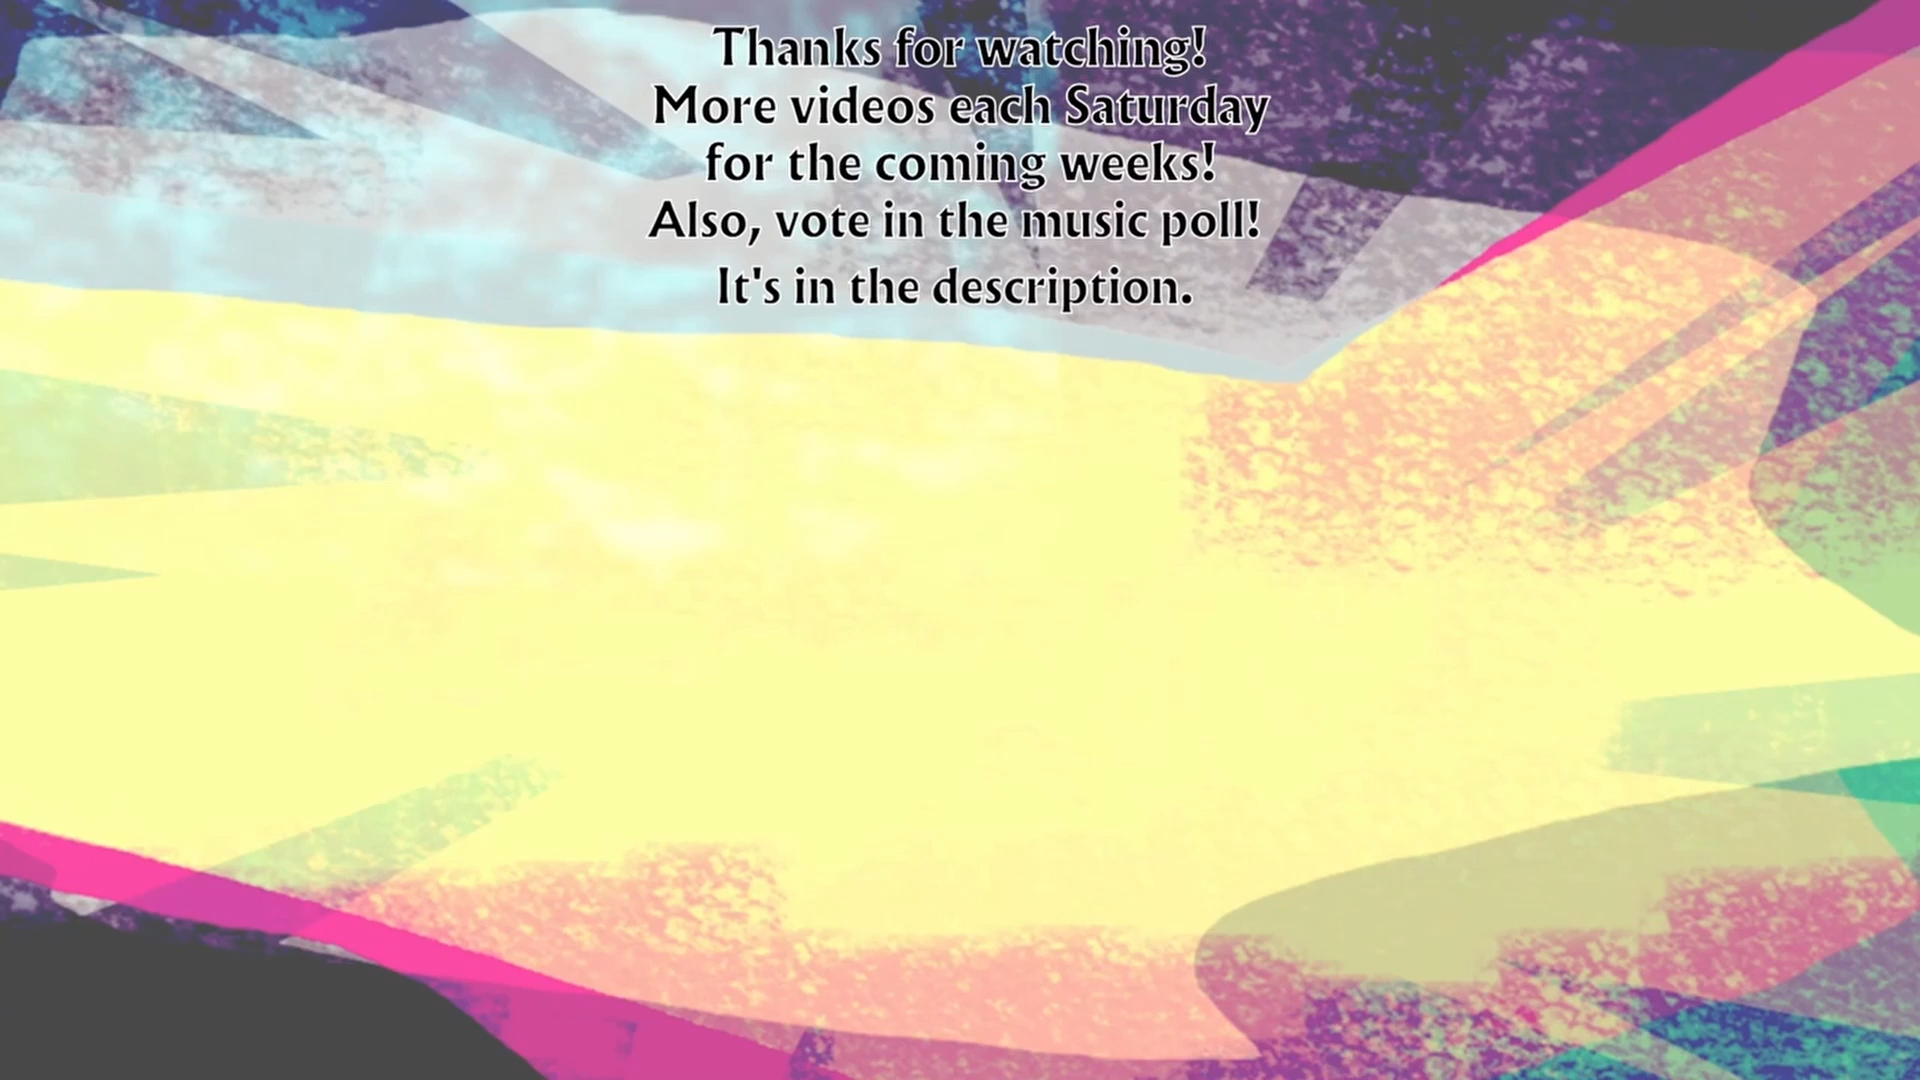 Thanks for watching!
More videos each Saturday
for the coming weeks!
Also, vote in the music poll!
It's in the description.